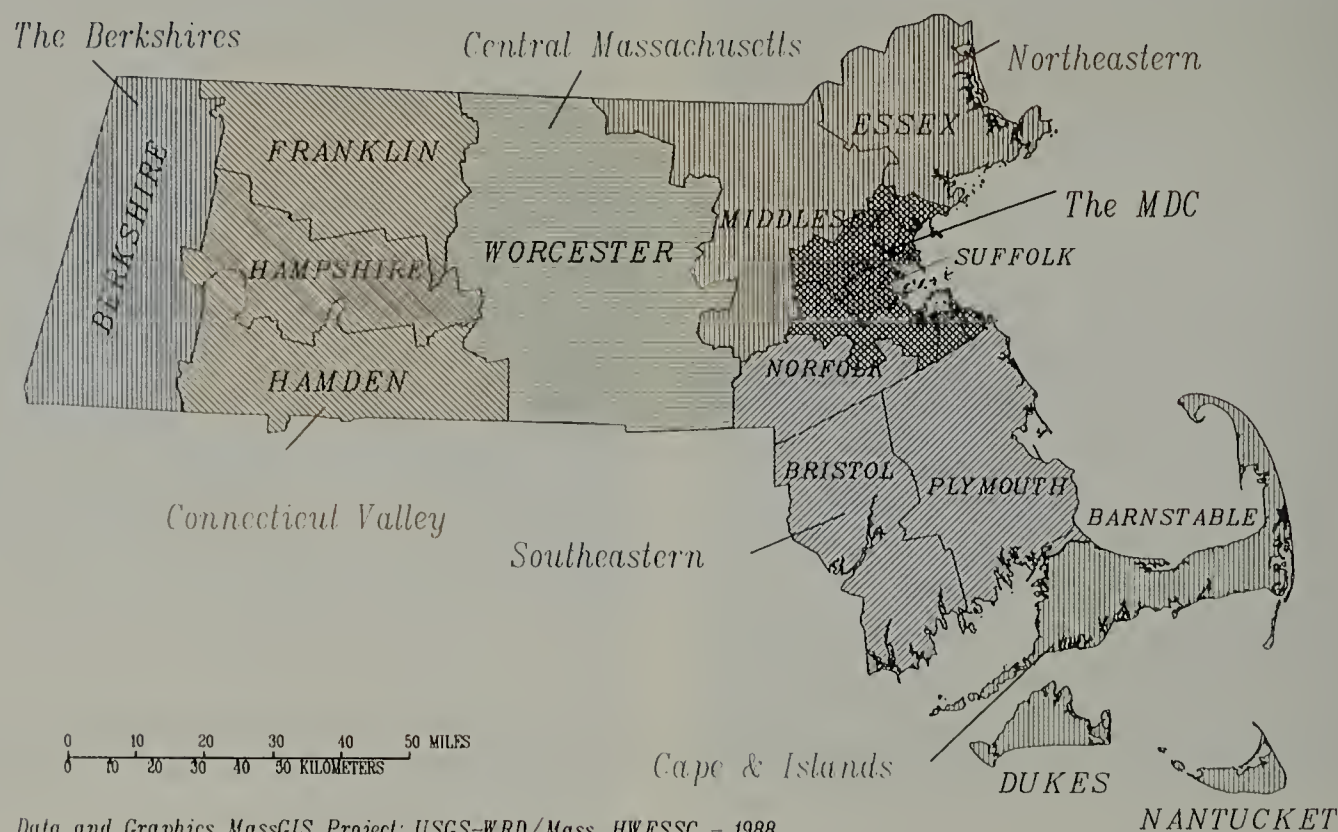 The Berkshires
Central Massachusetts
Northeastern
ESSEX
FRANKLIN
BERKSHIRE
The MDC
MIDDLESEX
WORCESTER
SUFFOLK
HAMPSHIRE
NORFOLK
HAMDEN
BRISTOL
PLYMOUTH
BARNSTABLE
Connecticut Valley
Southeastern
0 10 20 30 40 50 MILES
0 10 20 30 40 50 KILOMETERS
Cape & Islands
DUKES
NANTUCKET
Data and Graphics MassGIS Project: USGS-WRD/Mass. HWFSSC - 1988